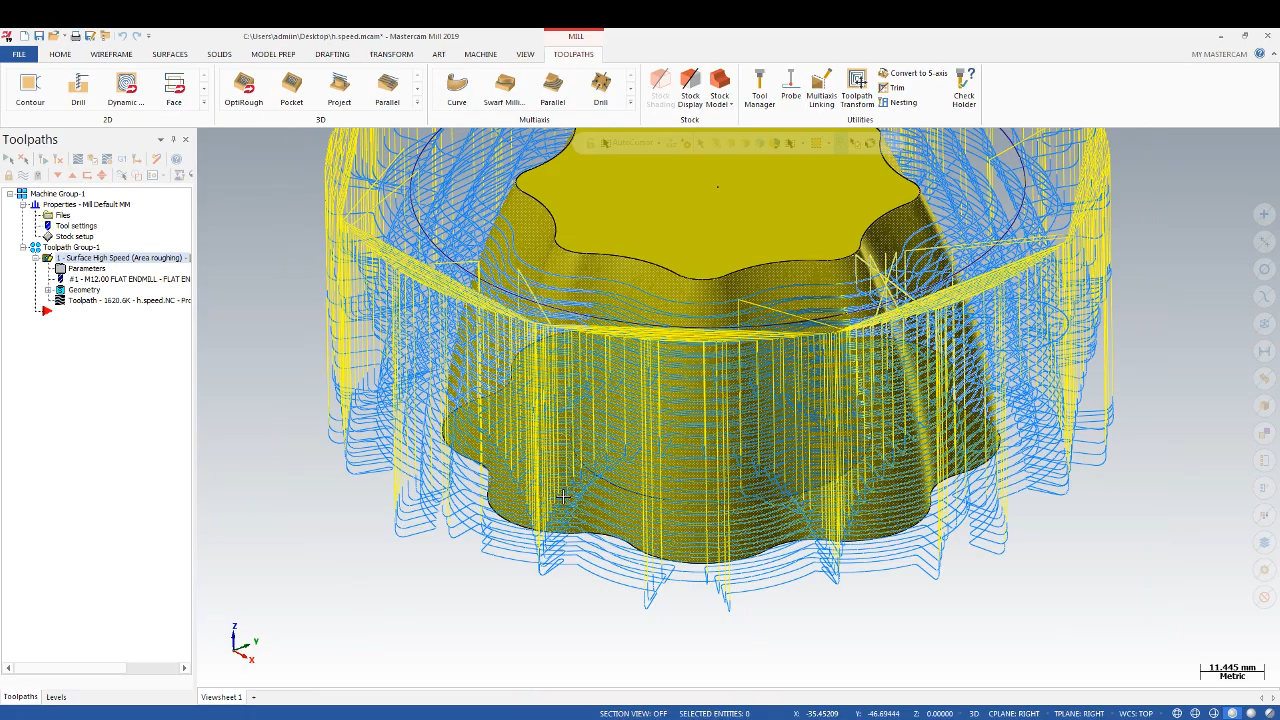 C:\Users\admiin\Desktop\h.speed.mcam* - Mastercam Mill 2019
MILL
FILE HOME WIREFRAME SURFACES SOLIDS MODEL PREP DRAFTING TRANSFORM ART MACHINE VIEW TOOLPATHS MY MASTERCAM
Contour Drill Dynamic ... Face
2D
OptiRough Pocket Project Parallel
3D
Curve Swarf Milli... Parallel Drill
Multiaxis
Stock Shading Stock Display Stock Model
Stock
Tool Manager Probe Multiaxis Linking Toolpath Transform
Convert to 5-axis
Trim
Nesting
Check Holder
Utilities
Toolpaths
G1
Machine Group-1
Properties - Mill Default MM
Files
Tool settings
Stock setup
Toolpath Group-1
1 - Surface High Speed (Area roughing) -
Parameters
#1 - M12.00 FLAT ENDMILL - FLAT EN
Geometry
Toolpath - 1620.6K - h.speed.NC - Pro
AutoCursor
Z
Y
X
11.445 mm
Metric
Toolpaths Levels
Viewsheet 1 +
SECTION VIEW: OFF SELECTED ENTITIES: 0 X: -35.45209 Y: -46.69444 Z: 0.00000 3D CPLANE: RIGHT TPLANE: RIGHT WCS: TOP